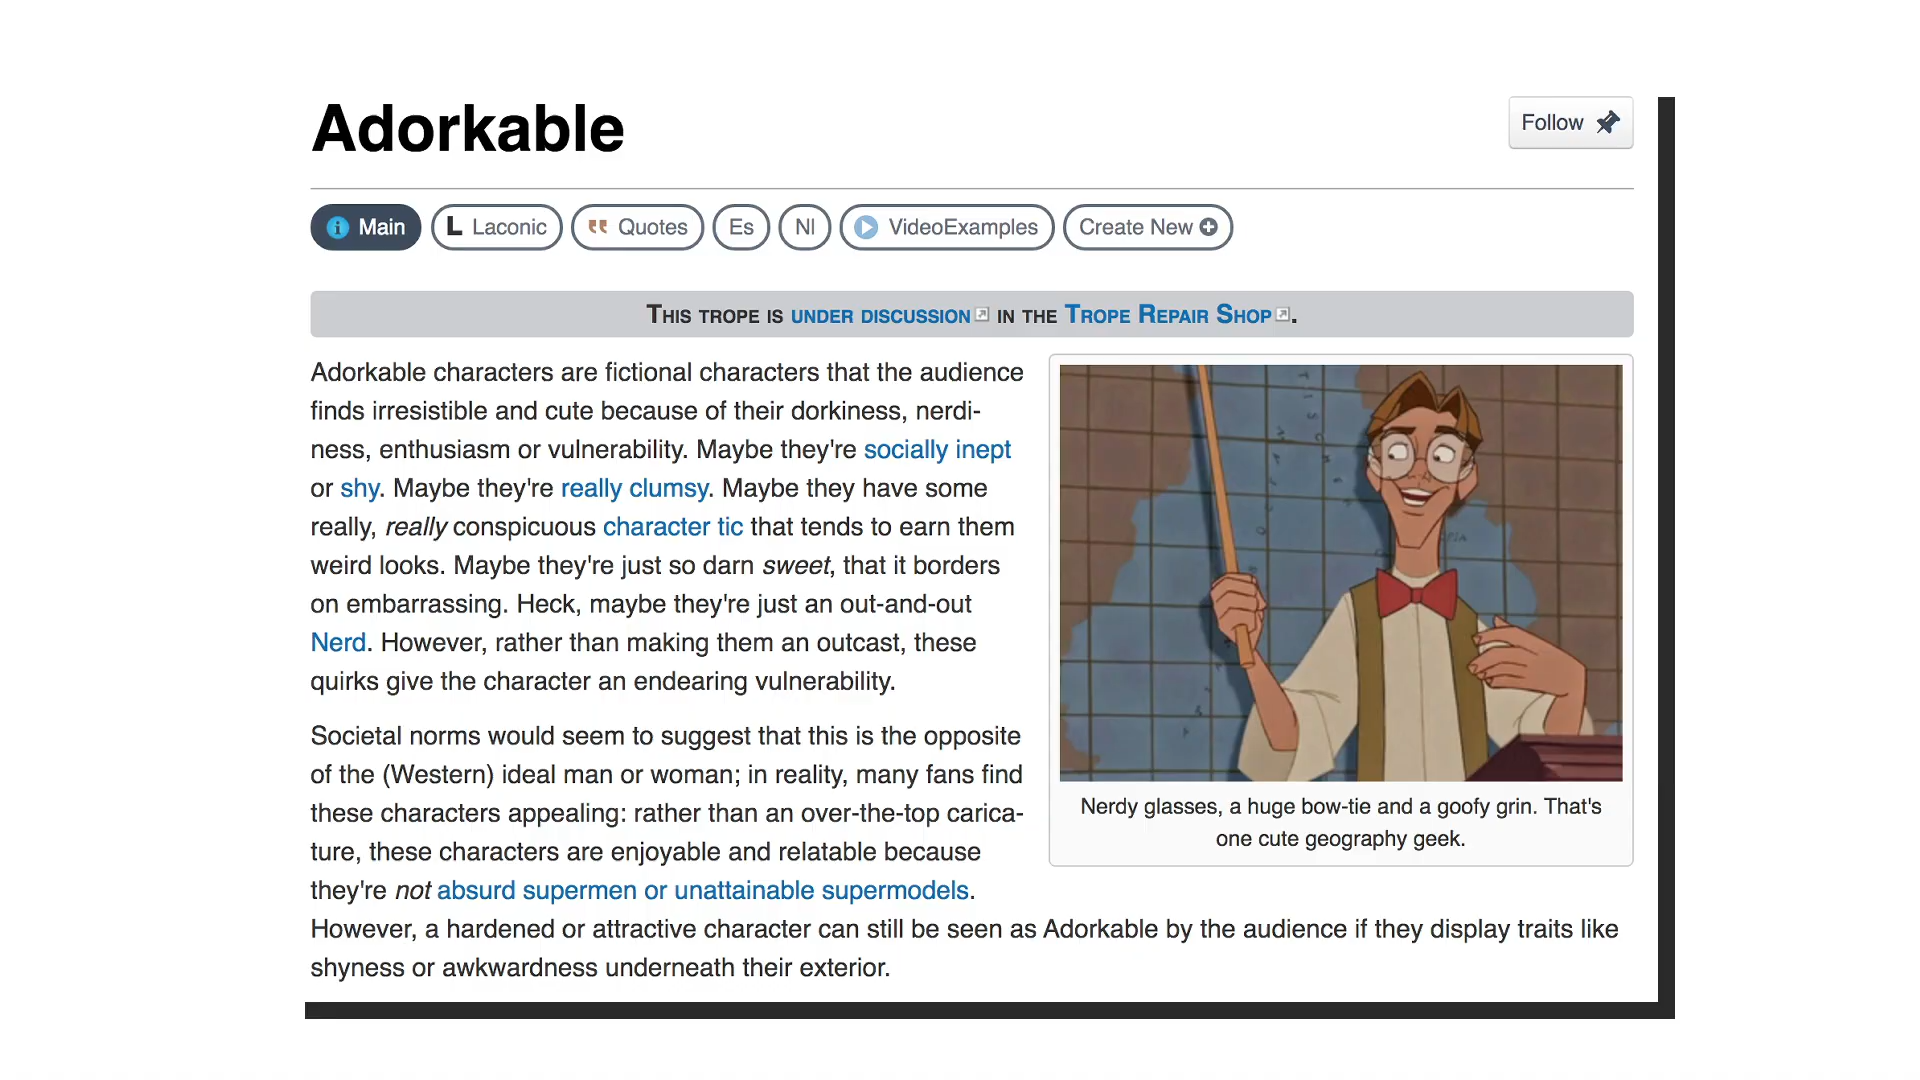 Adorkable
Follow
Main
Laconic
Quotes
Es
Nl
VideoExamples
Create New
THIS TROPE IS UNDER DISCUSSION IN THE TROPE REPAIR SHOP.
Adorkable characters are fictional characters that the audience
finds irresistible and cute because of their dorkiness, nerdi-
ness, enthusiasm or vulnerability. Maybe they're socially inept
or shy. Maybe they're really clumsy. Maybe they have some
really, really conspicuous character tic that tends to earn them
weird looks. Maybe they're just so darn sweet, that it borders
on embarrassing. Heck, maybe they're just an out-and-out
Nerd. However, rather than making them an outcast, these
quirks give the character an endearing vulnerability.
Societal norms would seem to suggest that this is the opposite
of the (Western) ideal man or woman; in reality, many fans find
these characters appealing: rather than an over-the-top carica-
ture, these characters are enjoyable and relatable because
they're not absurd supermen or unattainable supermodels.
However, a hardened or attractive character can still be seen as Adorkable by the audience if they display traits like
shyness or awkwardness underneath their exterior.
Nerdy glasses, a huge bow-tie and a goofy grin. That's
one cute geography geek.